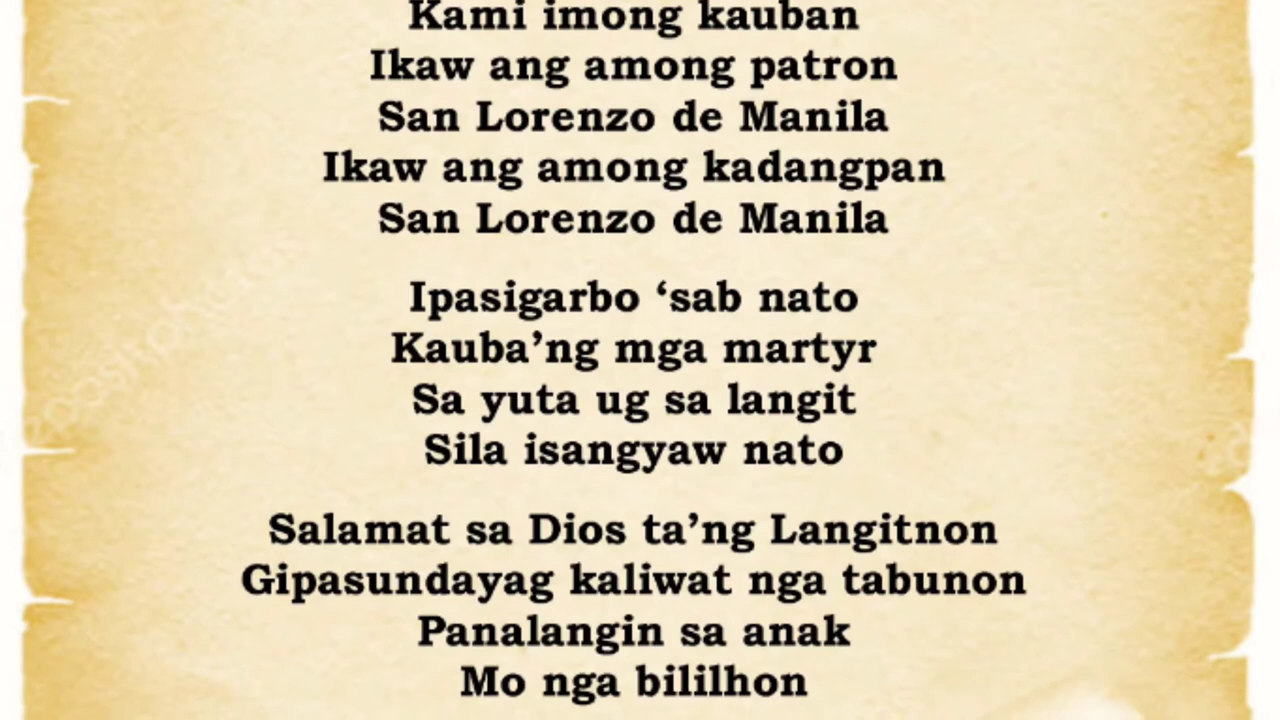 Kami imong kauban
Ikaw ang among patron
San Lorenzo de Manila
Ikaw ang among kadangpan
San Lorenzo de Manila
Ipasigarbo ‘sab nato
Kauba’ng mga martyr
Sa yuta ug sa langit
Sila isangyaw nato
Salamat sa Dios ta’ng Langitnon
Gipasundayag kaliwat nga tabunon
Panalangin sa anak
Mo nga bililhon